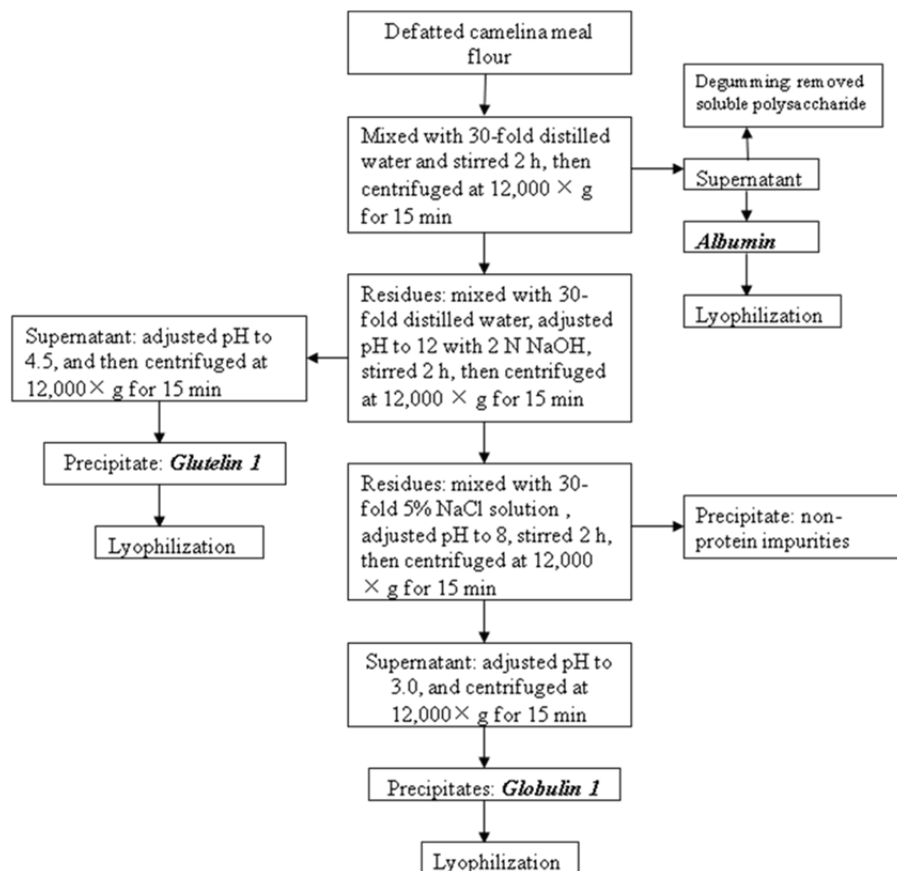 Defatted camelina meal
flour
Degumming: removed
soluble polysaccharide
Mixed with 30-fold distilled
water and stirred 2 h, then
centrifuged at 12,000 × g
for 15 min
Supernatant
Albumin
Lyophilization
Residues: mixed with 30-
fold distilled water, adjusted
pH to 12 with 2 N NaOH,
stirred 2 h, then centrifuged
at 12,000 × g for 15 min
Supernatant: adjusted pH to
4.5, and then centrifuged at
12,000× g for 15 min
Precipitate: Glutelin 1
Lyophilization
Residues: mixed with 30-
fold 5% NaCl solution ,
adjusted pH to 8, stirred 2 h,
then centrifuged at 12,000
× g for 15 min
Precipitate: non-
protein impurities
Supernatant: adjusted pH to
3.0, and centrifuged at
12,000× g for 15 min
Precipitates: Globulin 1
Lyophilization